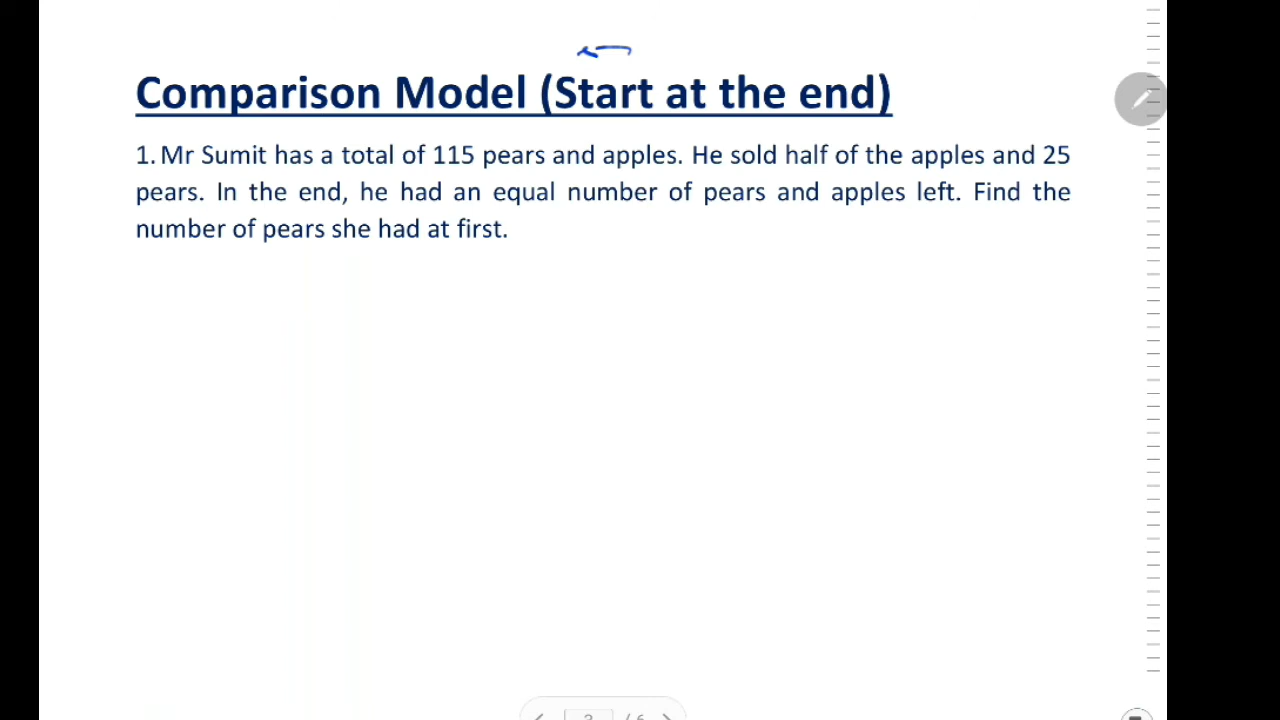 Comparison Model (Start at the end)
1. Mr Sumit has a total of 115 pears and apples. He sold half of the apples and 25
pears. In the end, he had an equal number of pears and apples left. Find the
number of pears she had at first.
/ 6